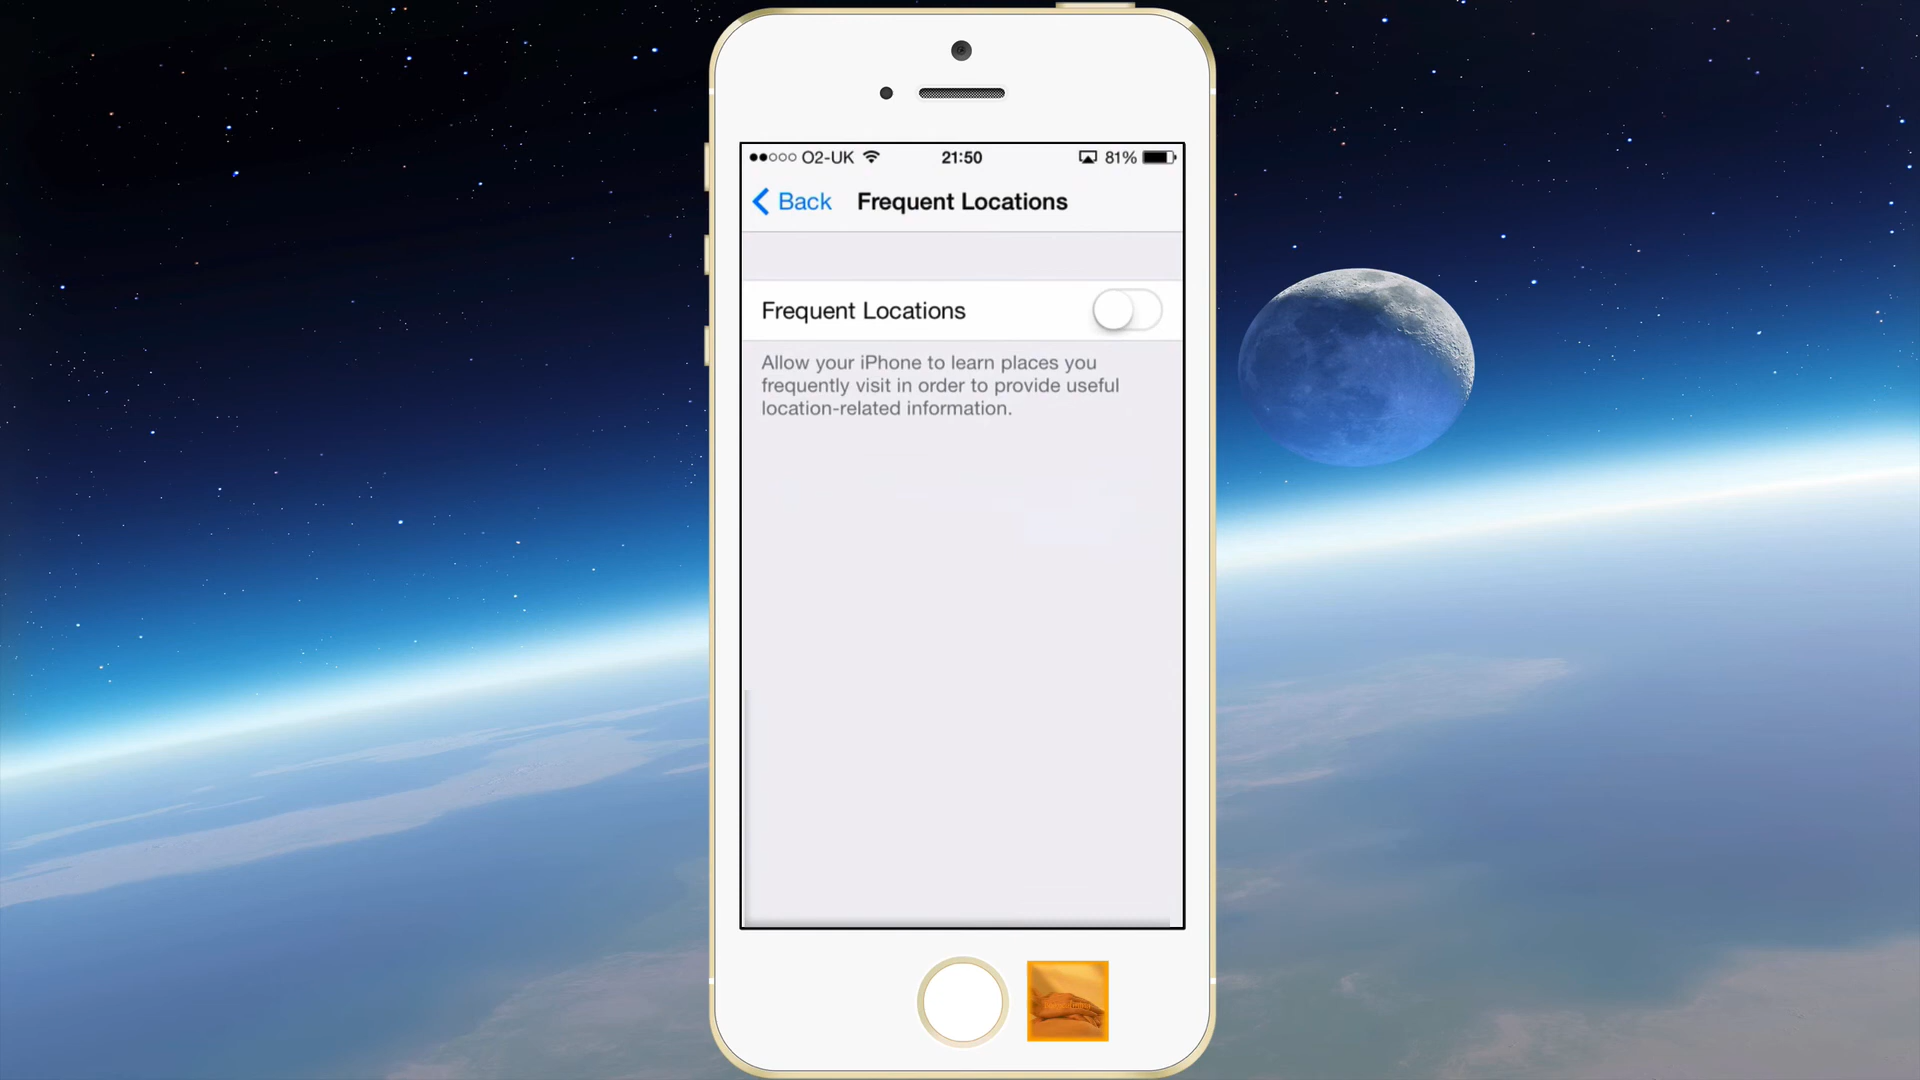 O2-UK 21:50 81%
Back Frequent Locations
Frequent Locations
Allow your iPhone to learn places you
frequently visit in order to provide useful
location-related information.